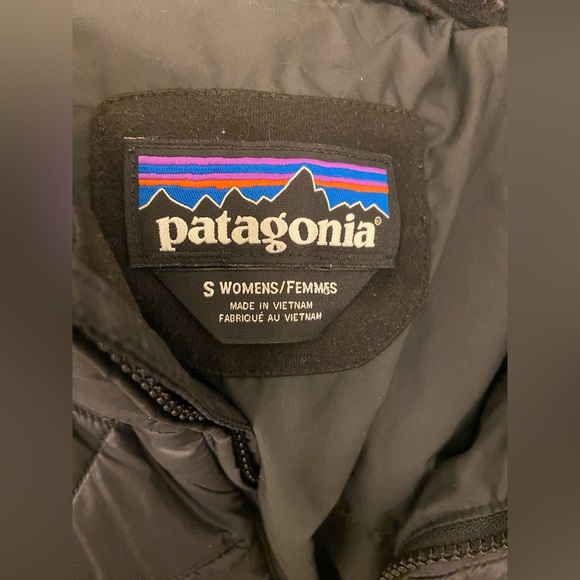 patagonia®
S WOMENS/FEMMES
MADE IN VIETNAM
FABRIQUÉ AU VIETNAM